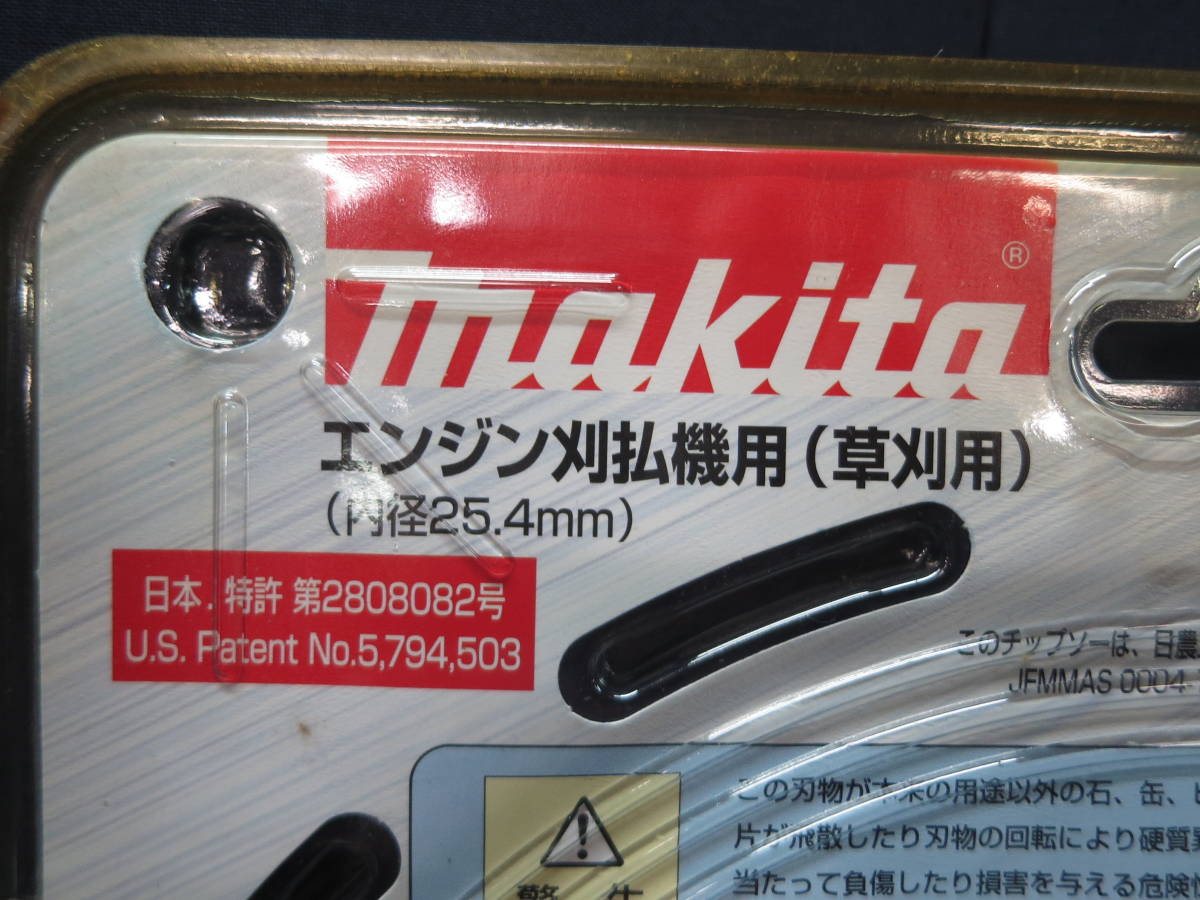 makita®
エンジン刈払機用（草刈用）
（内径25.4mm）
日本．特許 第2808082号
U.S. Patent No.5,794,503
このチップソーは、日農
JFMMAS 0004-
この刃物が本来の用途以外の石、缶、
片が飛散したり刃物の回転により硬質
当たって負傷したり損害を与える危険
警 告